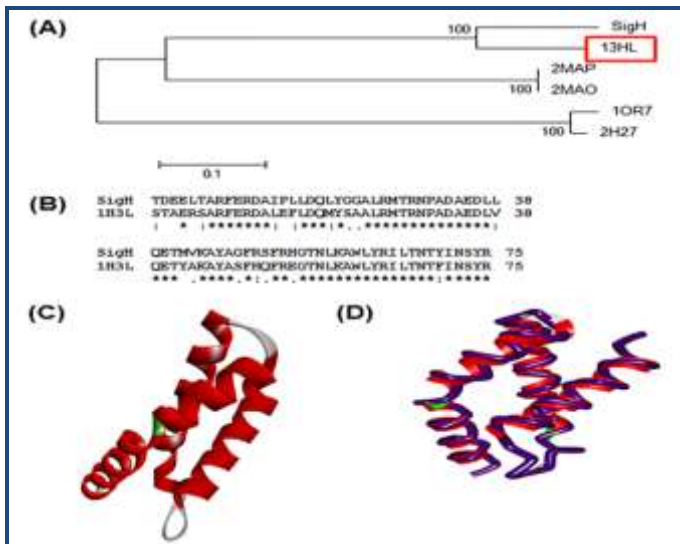 (A)
SigH
100
13HL
2MAP
100
2MAO
1OR7
100
2H27
0.1
(B)
SigH TDEELTARFERDAIPLLDQLYGGALRMTRNPADAEDLL 38
1H3L STAERSARFERDALEFLDQMYSAALRMTRNPADAEDLV 38
SigH QETMVKAYAGFRSFRHGTNLKAWLYRILTNTYINSYR 75
1H3L QETYAKAYASFHQFREGTNLKAWLYRILTNTFINSYR 75
(C)
(D)